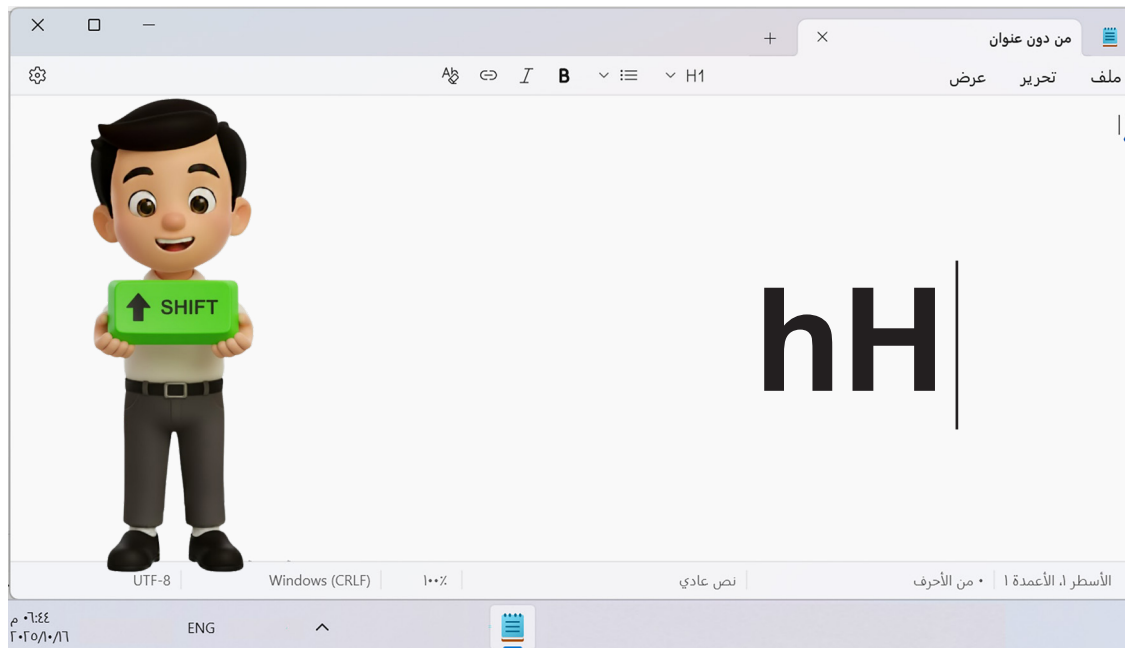 من دون عنوان
ملف تحرير عرض H1 B I
SHIFT
hH
الأسطر ١، الأعمدة ١ ٠ من الأحرف نص عادي ١٠٠٪ Windows (CRLF) UTF-8
ENG ٠٦:٤٤ م
٢٠٢٥/١٠/١٦